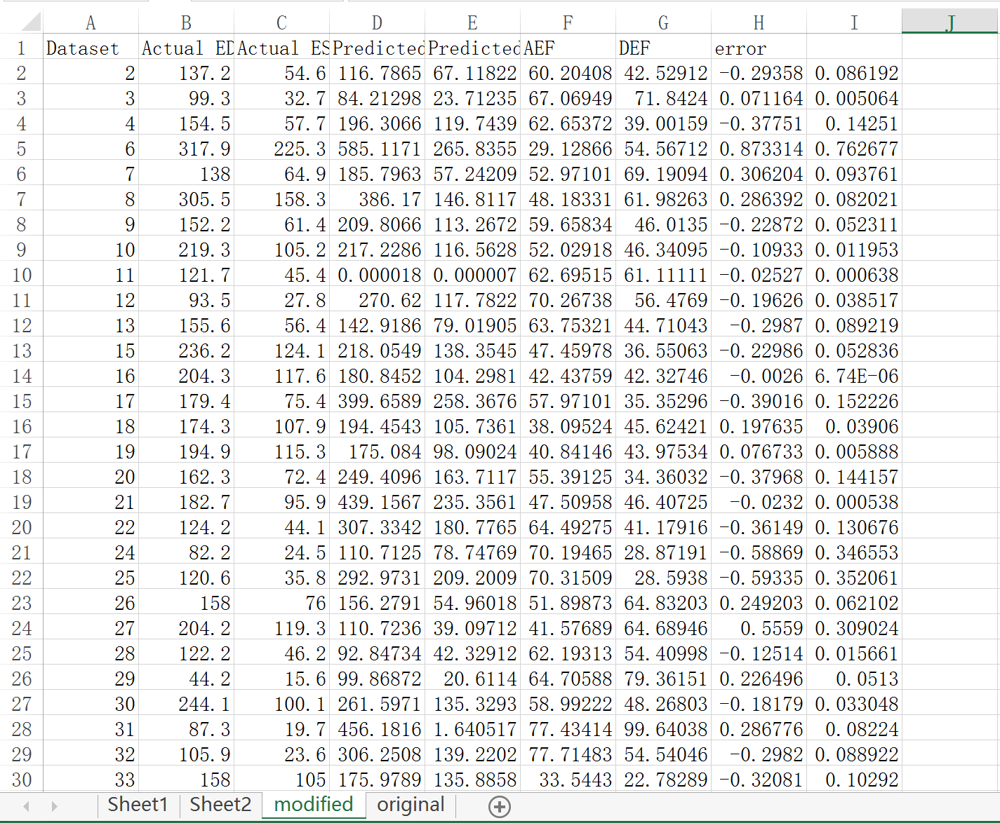 A B C D E F G H I J
1 Dataset Actual ED Actual ES Predicted Predicted AEF DEF error
2 2 137.2 54.6 116.7865 67.11822 60.20408 42.52912 -0.29358 0.086192
3 3 99.3 32.7 84.21298 23.71235 67.06949 71.8424 0.071164 0.005064
4 4 154.5 57.7 196.3066 119.7439 62.65372 39.00159 -0.37751 0.14251
5 6 317.9 225.3 585.1171 265.8355 29.12866 54.56712 0.873314 0.762677
6 7 138 64.9 185.7963 57.24209 52.97101 69.19094 0.306204 0.093761
7 8 305.5 158.3 386.17 146.8117 48.18331 61.98263 0.286392 0.082021
8 9 152.2 61.4 209.8066 113.2672 59.65834 46.0135 -0.22872 0.052311
9 10 219.3 105.2 217.2286 116.5628 52.02918 46.34095 -0.10933 0.011953
10 11 121.7 45.4 0.000018 0.000007 62.69515 61.11111 -0.02527 0.000638
11 12 93.5 27.8 270.62 117.7822 70.26738 56.4769 -0.19626 0.038517
12 13 155.6 56.4 142.9186 79.01905 63.75321 44.71043 -0.2987 0.089219
13 15 236.2 124.1 218.0549 138.3545 47.45978 36.55063 -0.22986 0.052836
14 16 204.3 117.6 180.8452 104.2981 42.43759 42.32746 -0.0026 6.74E-06
15 17 179.4 75.4 399.6589 258.3676 57.97101 35.35296 -0.39016 0.152226
16 18 174.3 107.9 194.4543 105.7361 38.09524 45.62421 0.197635 0.03906
17 19 194.9 115.3 175.084 98.09024 40.84146 43.97534 0.076733 0.005888
18 20 162.3 72.4 249.4096 163.7117 55.39125 34.36032 -0.37968 0.144157
19 21 182.7 95.9 439.1567 235.3561 47.50958 46.40725 -0.0232 0.000538
20 22 124.2 44.1 307.3342 180.7765 64.49275 41.17916 -0.36149 0.130676
21 24 82.2 24.5 110.7125 78.74769 70.19465 28.87191 -0.58869 0.346553
22 25 120.6 35.8 292.9731 209.2009 70.31509 28.5938 -0.59335 0.352061
23 26 158 76 156.2791 54.96018 51.89873 64.83203 0.249203 0.062102
24 27 204.2 119.3 110.7236 39.09712 41.57689 64.68946 0.5559 0.309024
25 28 122.2 46.2 92.84734 42.32912 62.19313 54.40998 -0.12514 0.015661
26 29 44.2 15.6 99.86872 20.6114 64.70588 79.36151 0.226496 0.0513
27 30 244.1 100.1 261.5971 135.3293 58.99222 48.26803 -0.18179 0.033048
28 31 87.3 19.7 456.1816 1.640517 77.43414 99.64038 0.286776 0.08224
29 32 105.9 23.6 306.2508 139.2202 77.71483 54.54046 -0.2982 0.088922
30 33 158 105 175.9789 135.8858 33.5443 22.78289 -0.32081 0.10292
Sheet1 Sheet2 modified original